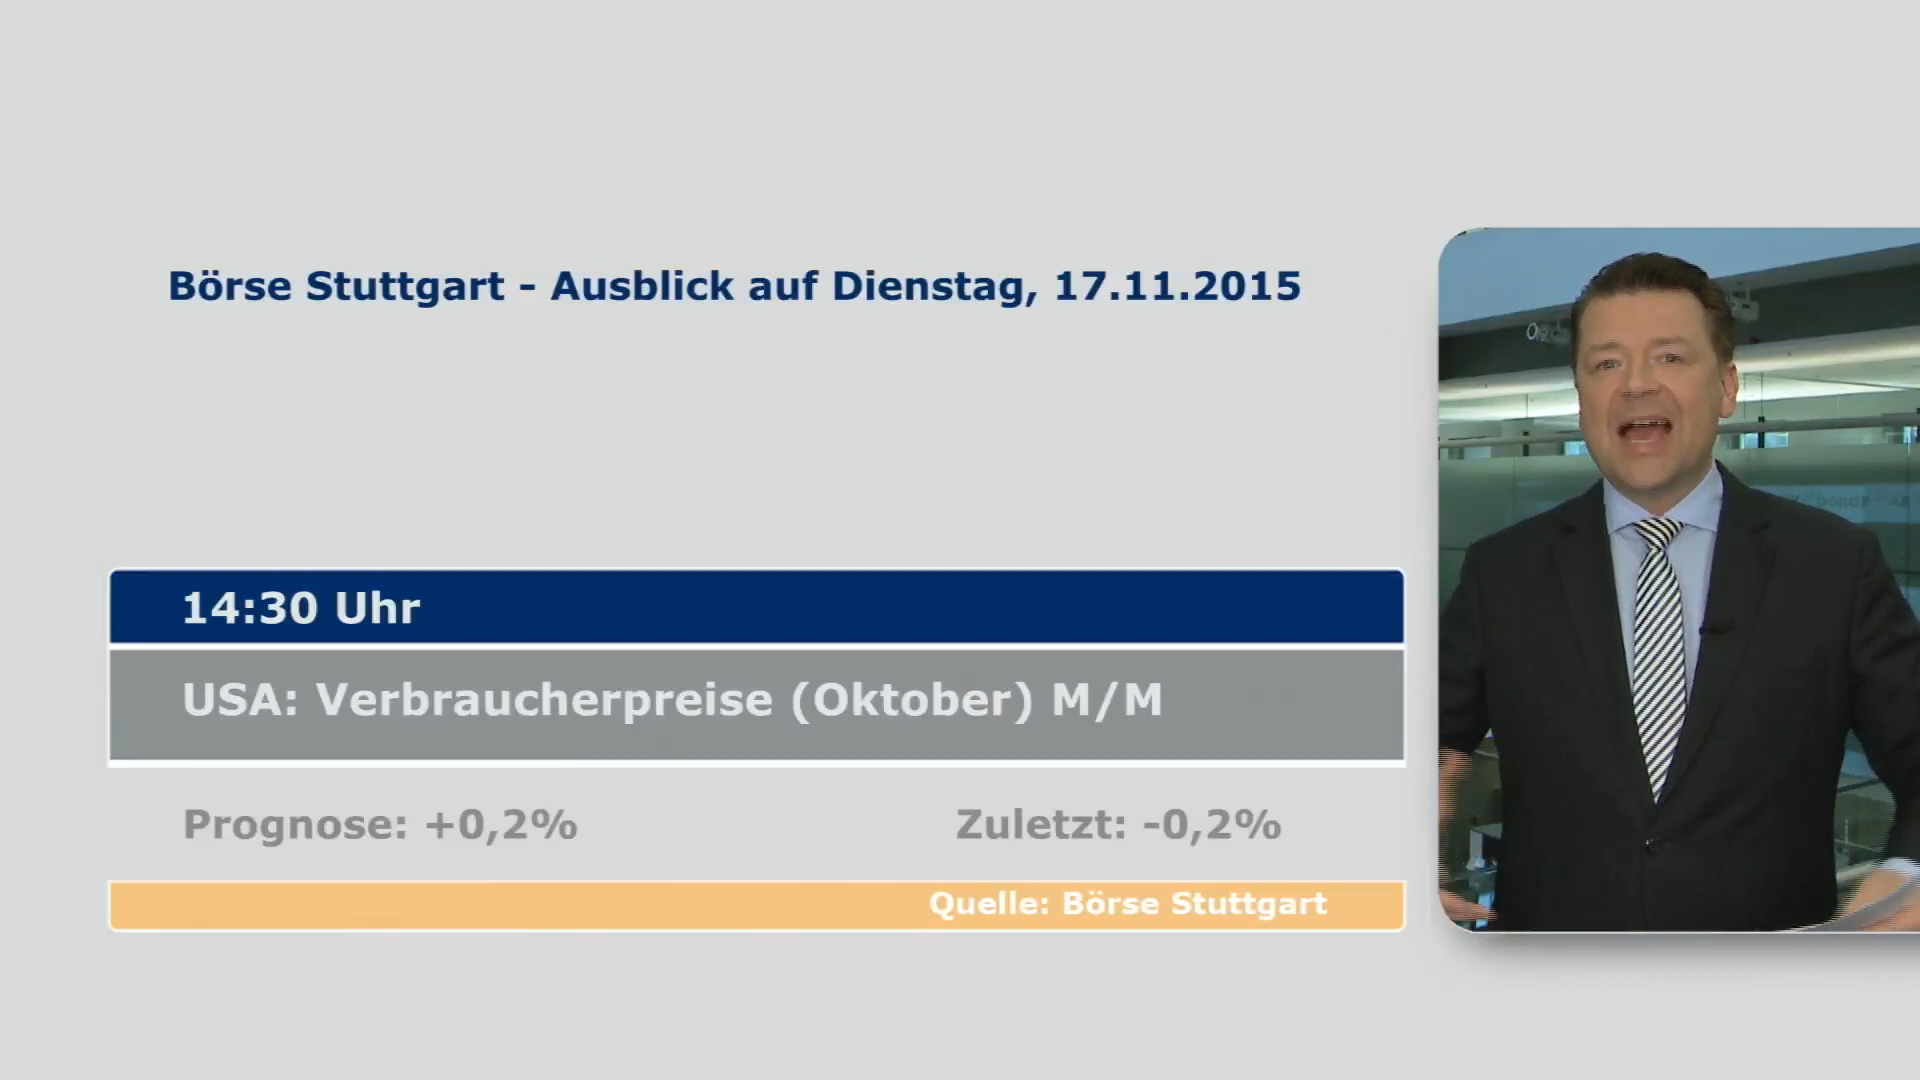 Börse Stuttgart - Ausblick auf Dienstag, 17.11.2015
14:30 Uhr
USA: Verbraucherpreise (Oktober) M/M
Prognose: +0,2% Zuletzt: -0,2%
Quelle: Börse Stuttgart